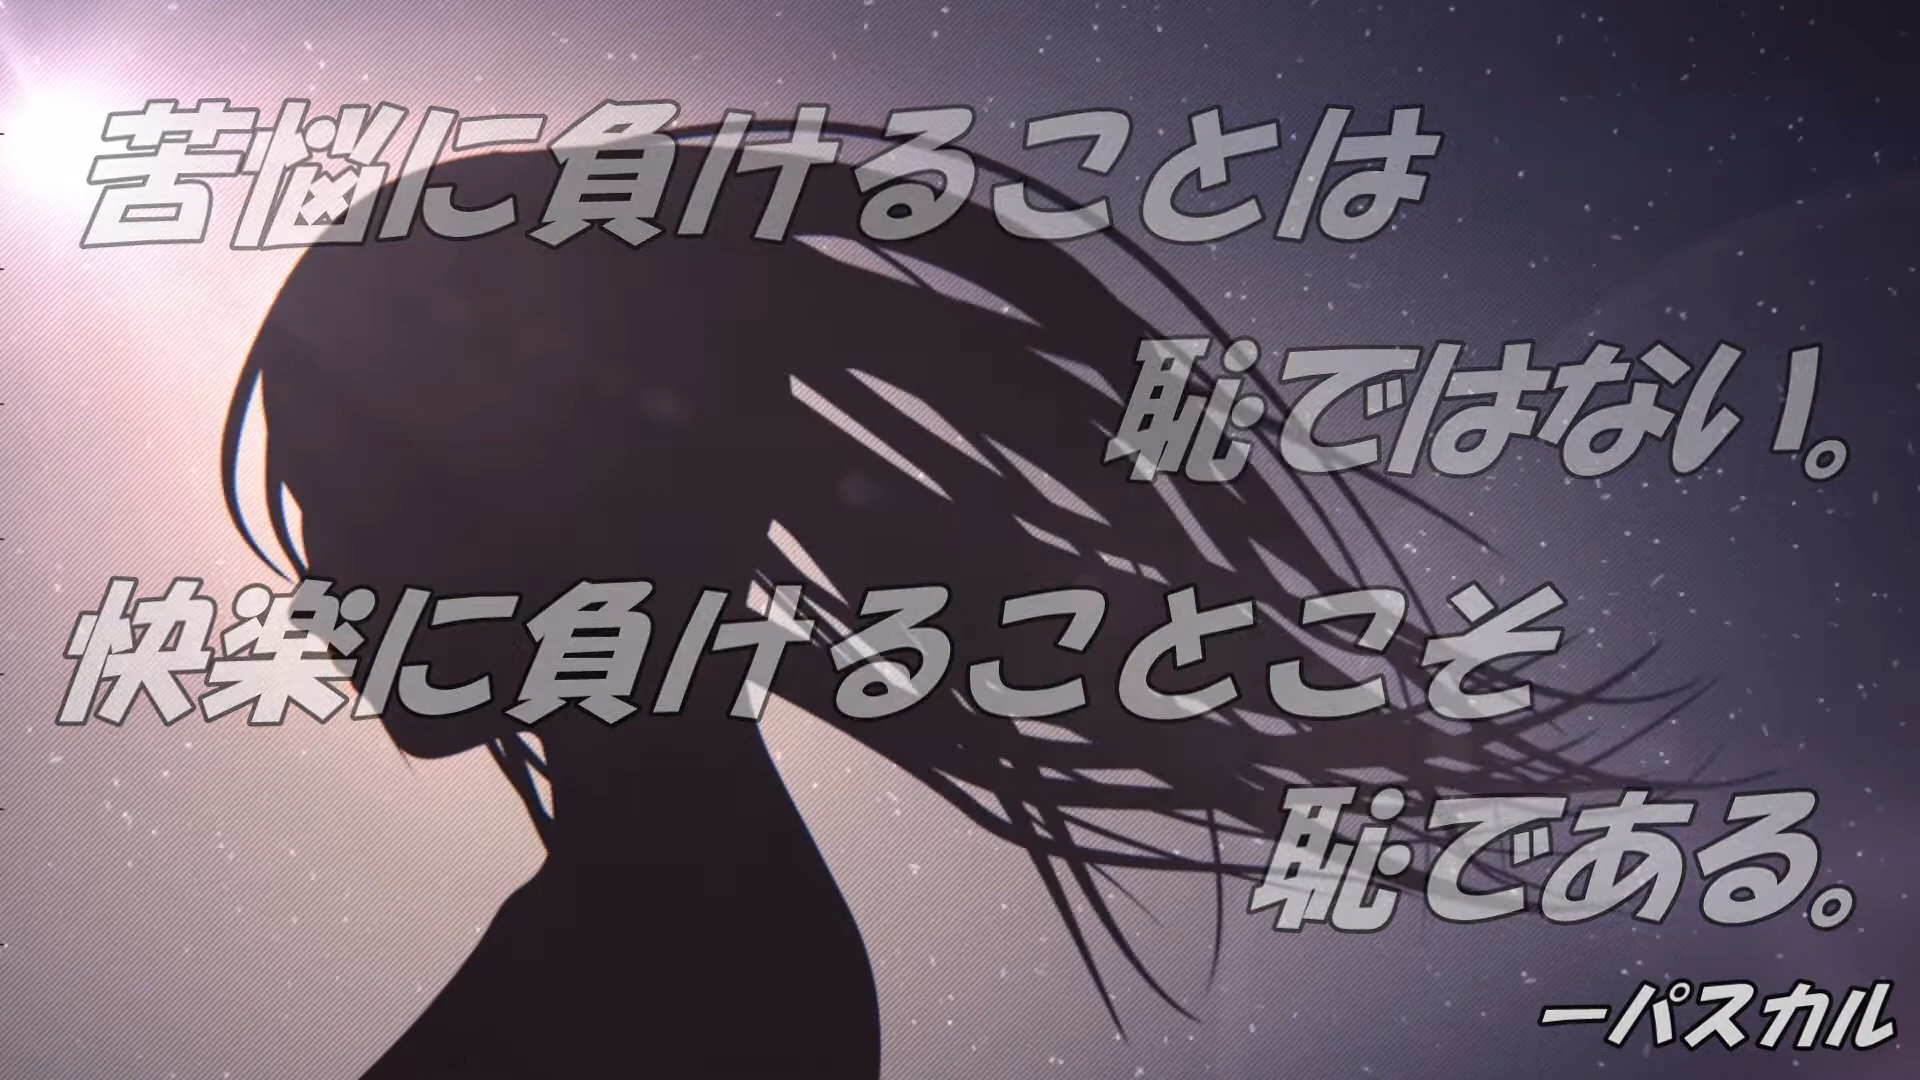 苦悩に負けることは
恥ではない。
快楽に負けることこそ
恥である。
ーパスカル